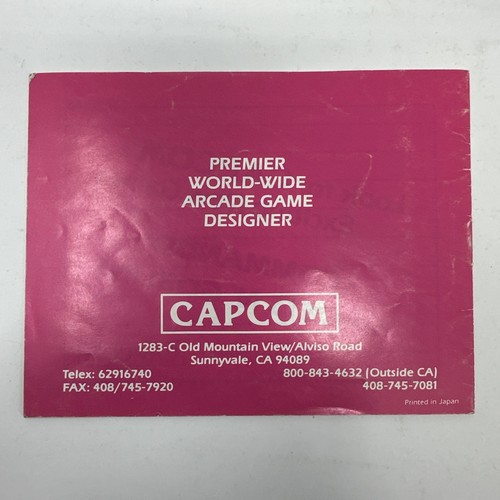 PREMIER
WORLD-WIDE
ARCADE GAME
DESIGNER
CAPCOM
1283-C Old Mountain View/Alviso Road
Sunnyvale, CA 94089
Telex: 62916740 800-843-4632 (Outside CA)
FAX: 408/745-7920 408-745-7081
Printed in Japan